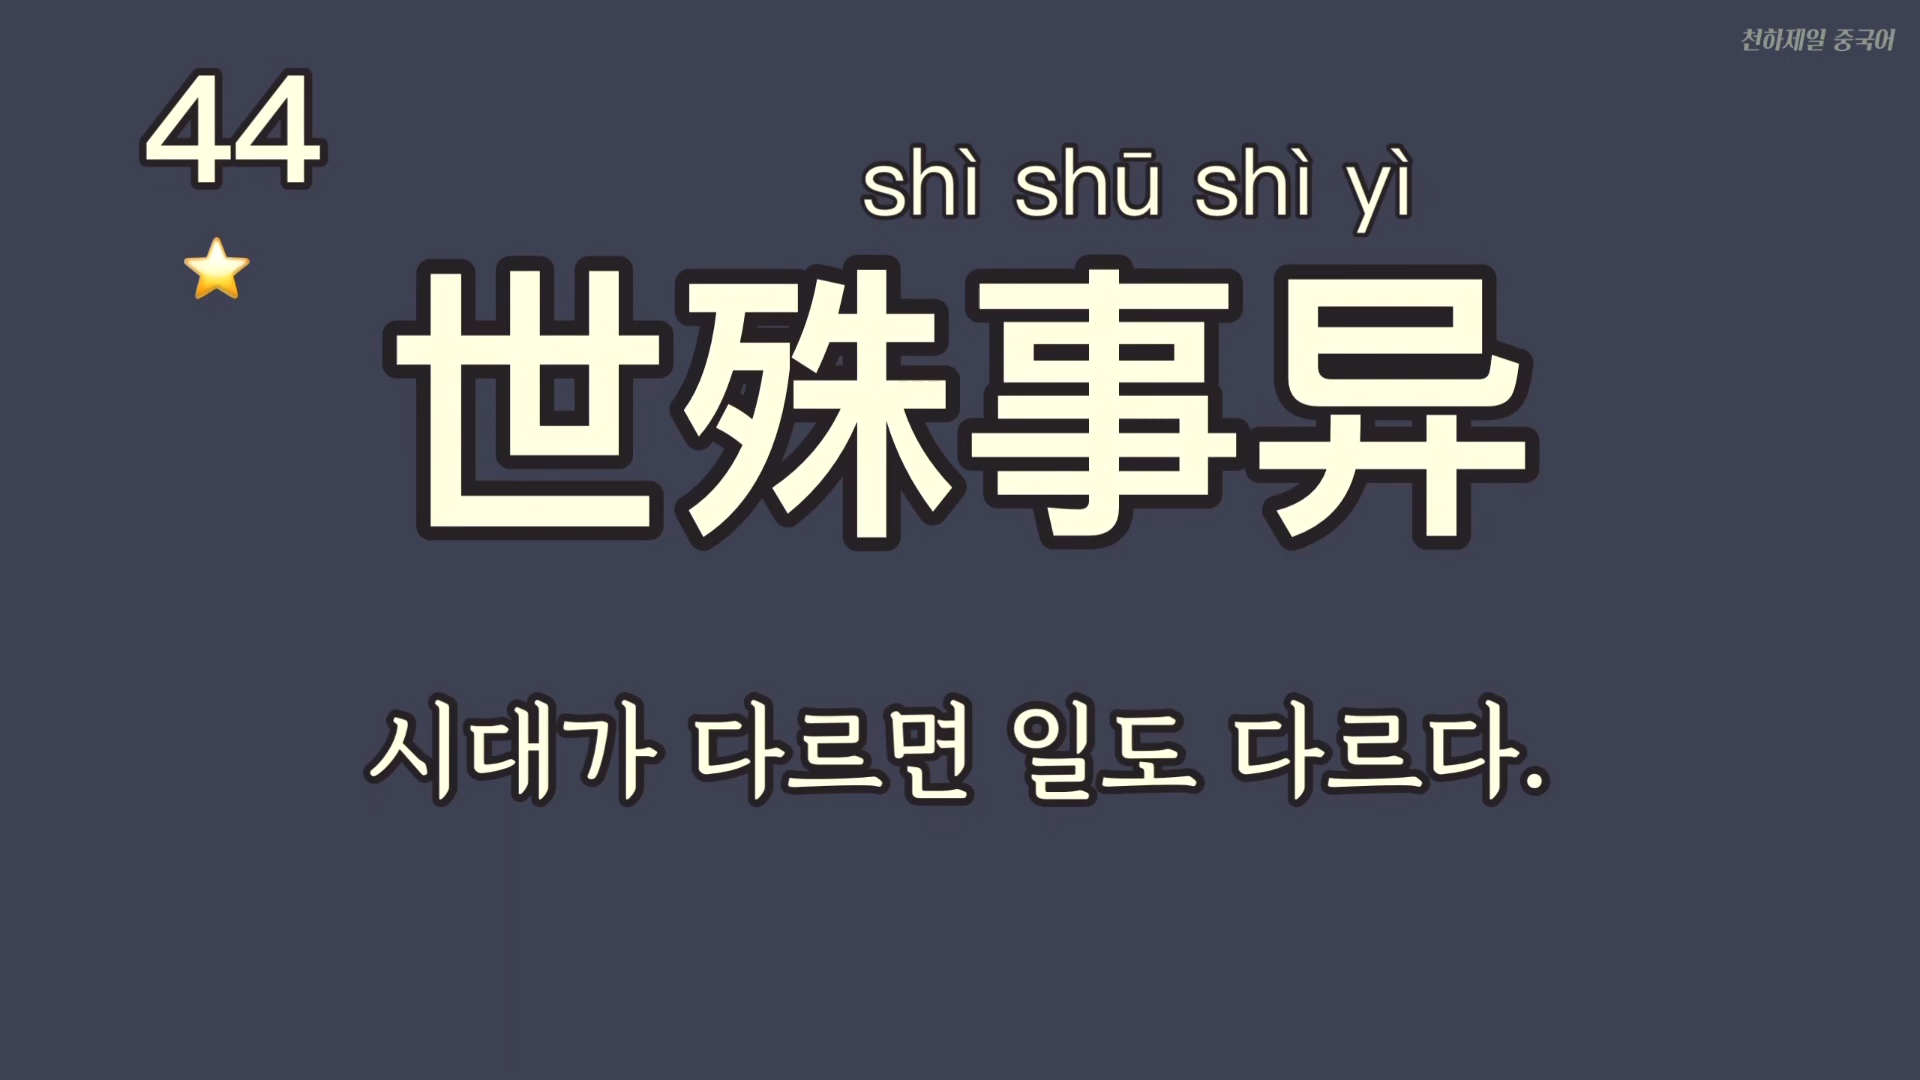 천하제일 중국어
44
shì shū shì yì
世殊事异
시대가 다르면 일도 다르다.